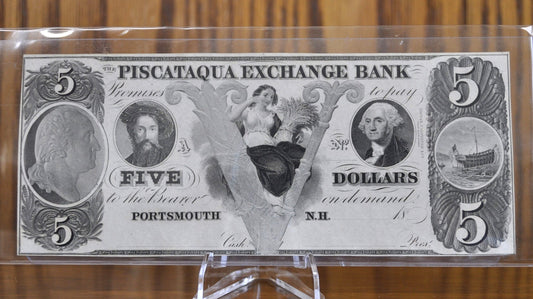 5 THE PISCATAQUA EXCHANGE BANK 5
Promises to pay
A No.
FIVE DOLLARS
to the Bearer on demand
PORTSMOUTH N.H. 18
5 Cash. Pres. 5